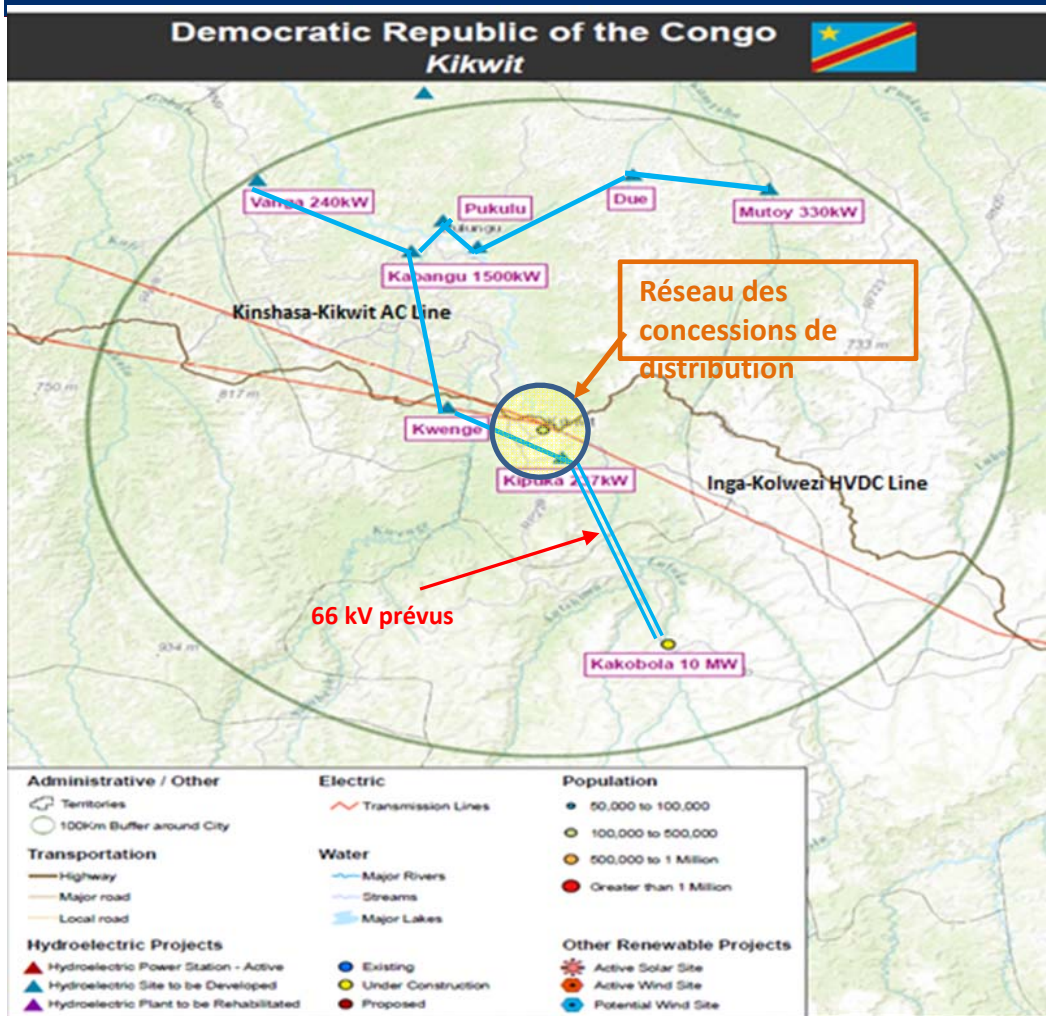 Democratic Republic of the Congo
Kikwit
Vanga 240kW
Pukulu
Due
Mutoy 330kW
Kabangu 1500kW
Kinshasa-Kikwit AC Line
Réseau des
concessions de
distribution
733 m
750 m
817 m
Kwenge
Kipuka 237kW
Inga-Kolwezi HVDC Line
66 kV prévus
934 m
Kakobola 10 MW
Administrative / Other
Territories
100Km Buffer around City
Transportation
Highway
Major road
Local road
Hydroelectric Projects
Hydroelectric Power Station - Active
Hydroelectric Site to be Developed
Hydroelectric Plant to be Rehabilitated
Electric
Transmission Lines
Water
Major Rivers
Streams
Major Lakes
Existing
Under Construction
Proposed
Population
50,000 to 100,000
100,000 to 500,000
500,000 to 1 Million
Greater than 1 Million
Other Renewable Projects
Active Solar Site
Active Wind Site
Potential Wind Site